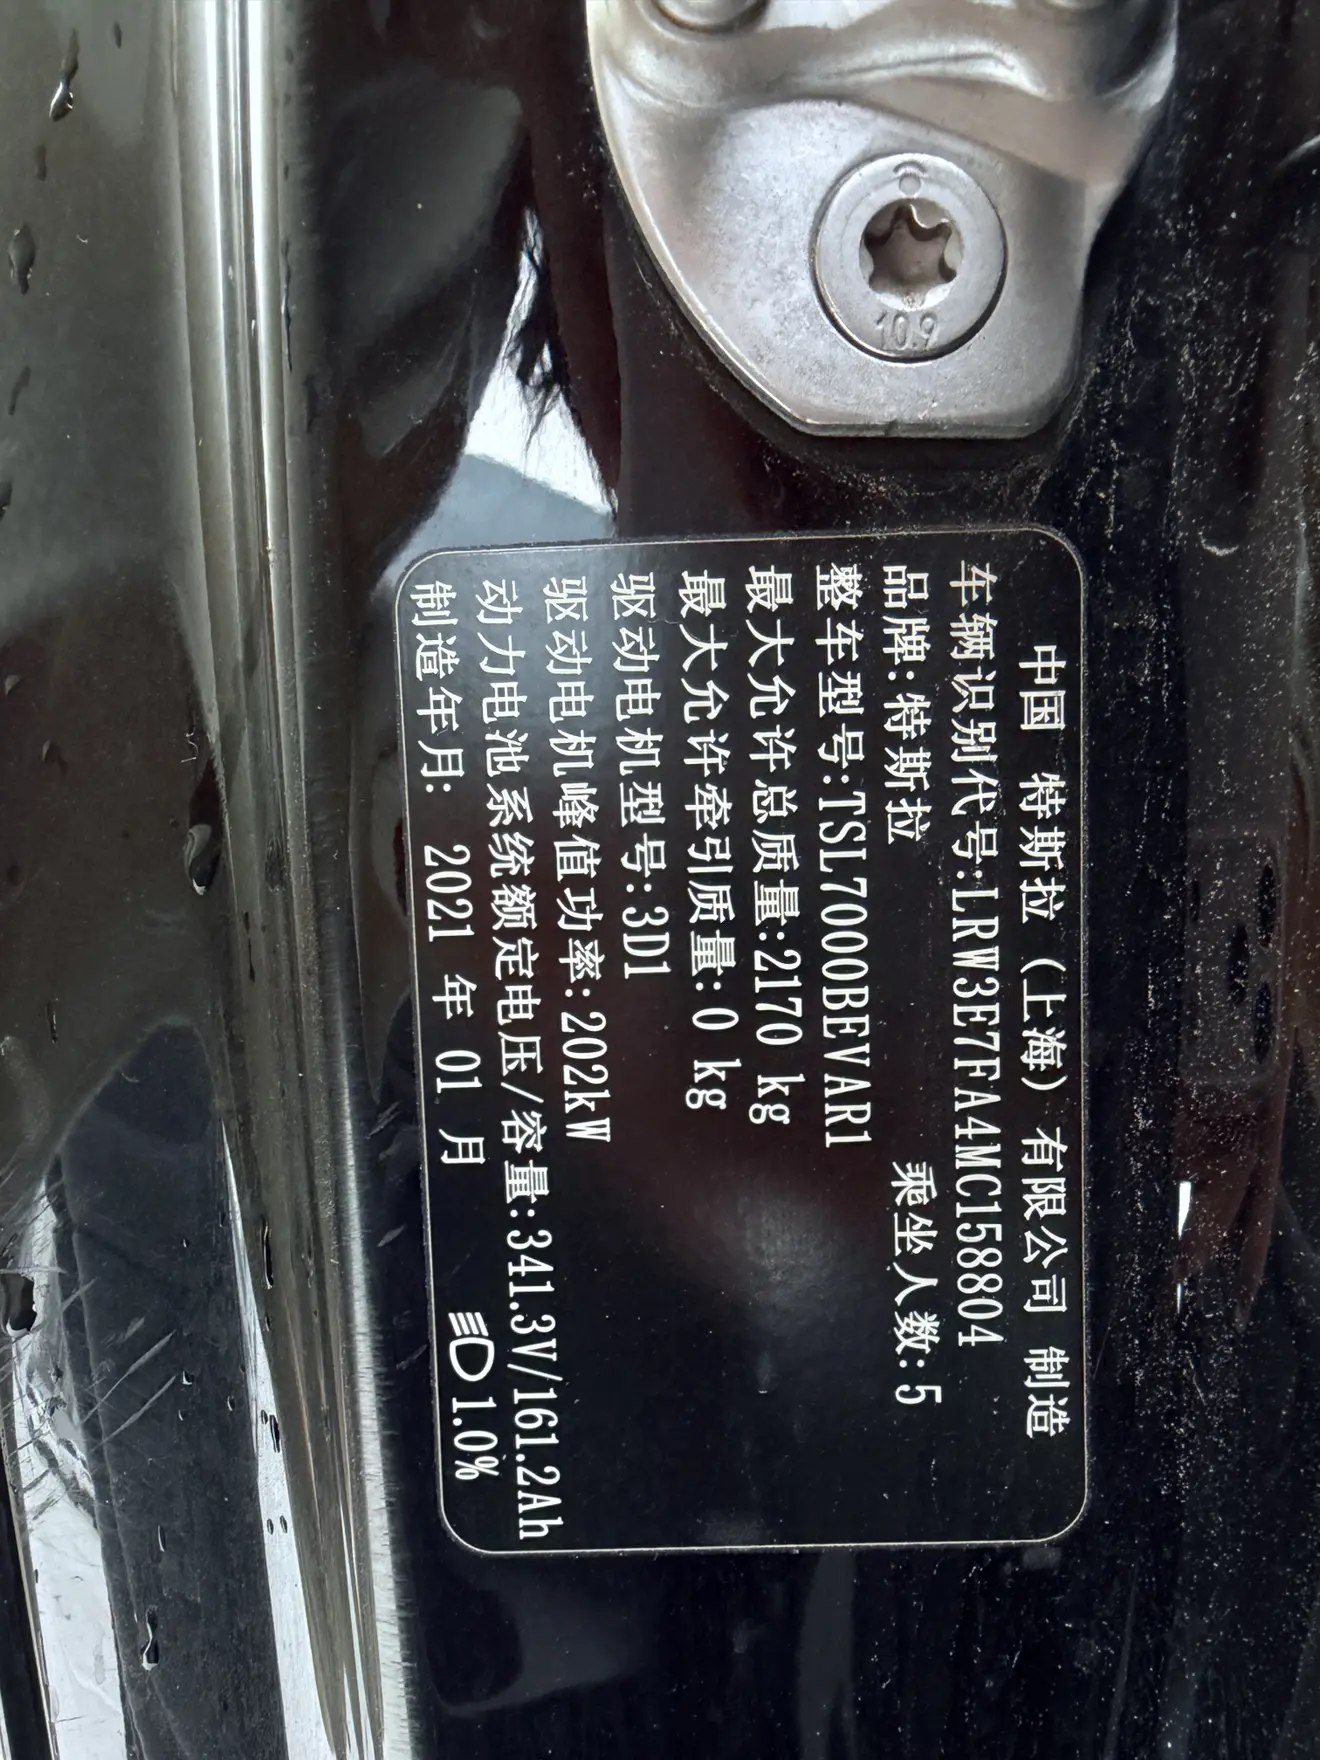 10.9
中国 特斯拉（上海）有限公司 制造
车辆识别代号:LRW3E7FA4MC158804
品牌:特斯拉 乘坐人数:5
整车型号:TSL7000BEVAR1
最大允许总质量:2170 kg
最大允许牵引质量:0 kg
驱动电机型号:3D1
驱动电机峰值功率:202kW
动力电池系统额定电压/容量:341.3V/161.2Ah
制造年月: 2021 年 01 月 1.0%